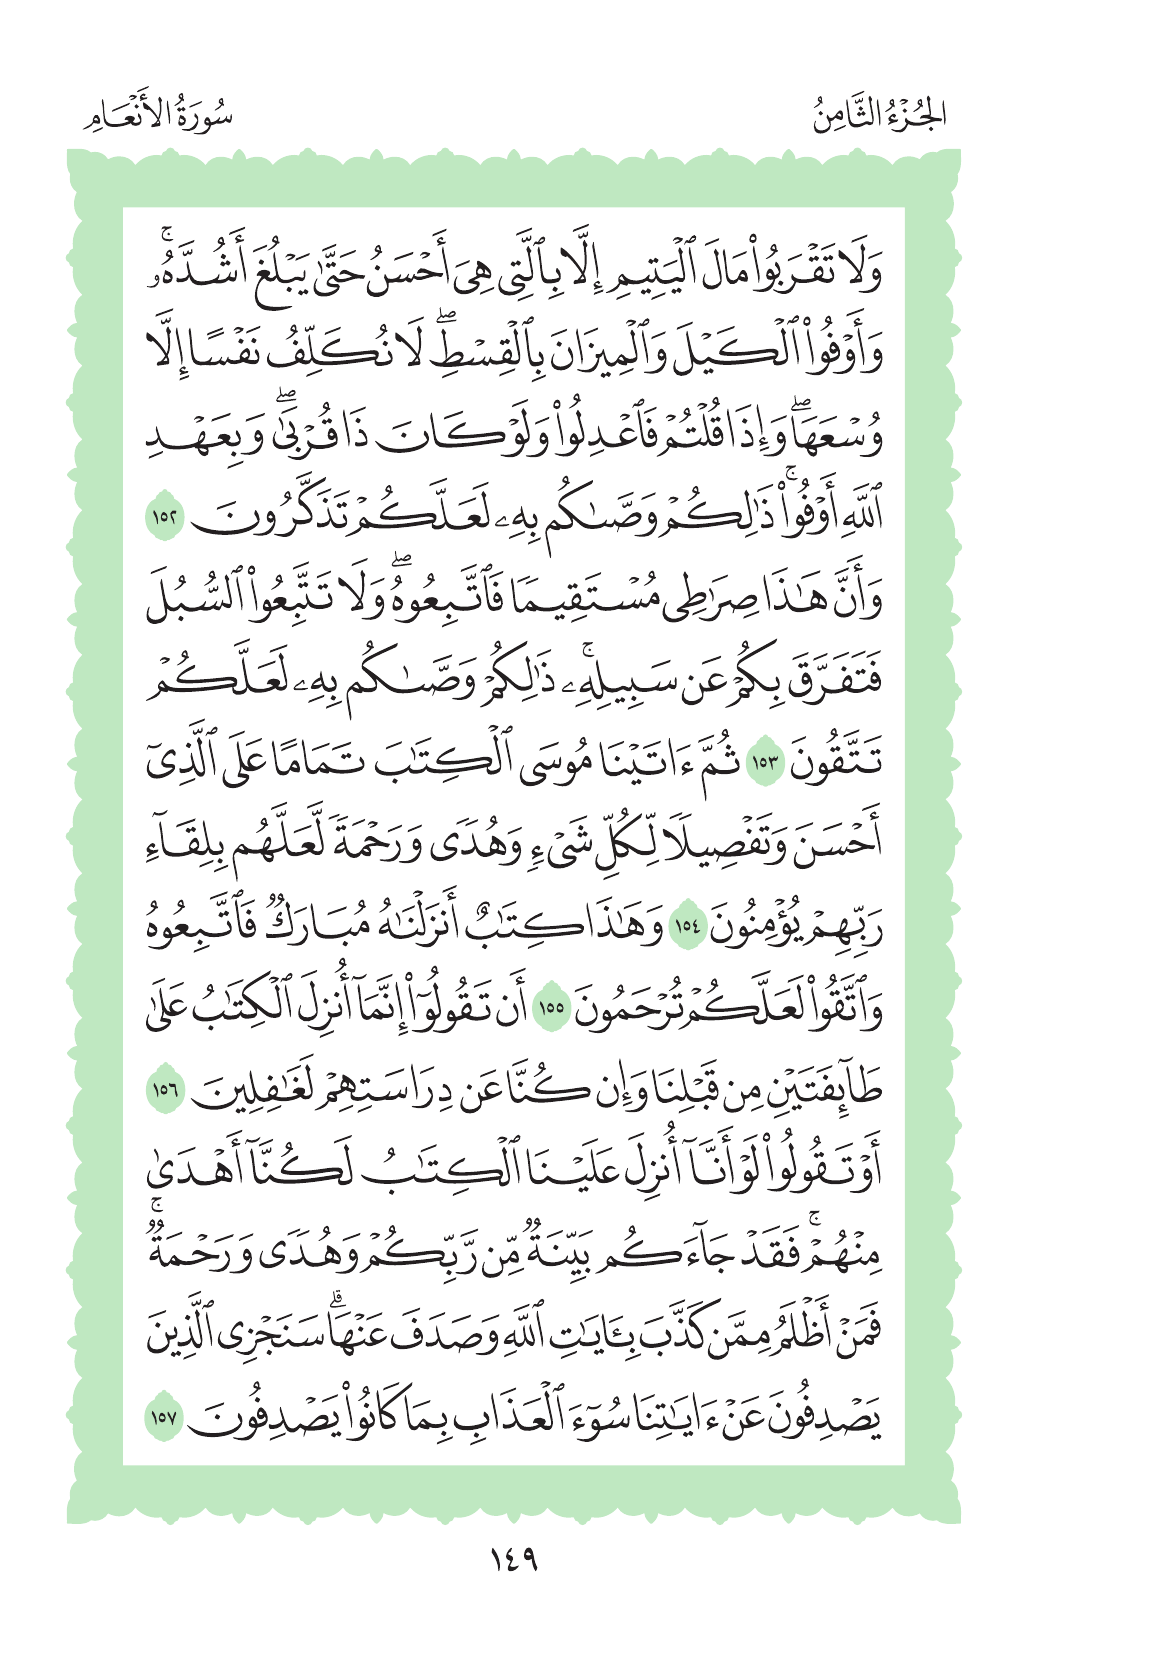 الجُزْءُ الثَّامِنُ
سُورَةُ الأَنْعَامِ
وَلَا تَقْرَبُواْ مَالَ ٱلْيَتِيمِ إِلَّا بِٱلَّتِي هِيَ أَحْسَنُ حَتَّىٰ يَبْلُغَ أَشُدَّهُۥۚ
وَأَوْفُواْ ٱلْكَيْلَ وَٱلْمِيزَانَ بِٱلْقِسْطِۖ لَا نُكَلِّفُ نَفْسًا إِلَّا
وُسْعَهَاۖ وَإِذَا قُلْتُمْ فَٱعْدِلُواْ وَلَوْ كَانَ ذَا قُرْبَىٰۖ وَبِعَهْدِ
ٱللَّهِ أَوْفُواْۚ ذَٰلِكُمْ وَصَّىٰكُم بِهِۦ لَعَلَّكُمْ تَذَكَّرُونَ ١٥٢
وَأَنَّ هَٰذَا صِرَٰطِي مُسْتَقِيمًا فَٱتَّبِعُوهُۖ وَلَا تَتَّبِعُواْ ٱلسُّبُلَ
فَتَفَرَّقَ بِكُمْ عَن سَبِيلِهِۦۚ ذَٰلِكُمْ وَصَّىٰكُم بِهِۦ لَعَلَّكُمْ
تَتَّقُونَ ١٥٣ ثُمَّ ءَاتَيْنَا مُوسَى ٱلْكِتَٰبَ تَمَامًا عَلَى ٱلَّذِيٓ
أَحْسَنَ وَتَفْصِيلًا لِّكُلِّ شَيْءٍ وَهُدًى وَرَحْمَةً لَّعَلَّهُم بِلِقَآءِ
رَبِّهِمْ يُؤْمِنُونَ ١٥٤ وَهَٰذَا كِتَٰبٌ أَنزَلْنَٰهُ مُبَارَكٌ فَٱتَّبِعُوهُ
وَٱتَّقُواْ لَعَلَّكُمْ تُرْحَمُونَ ١٥٥ أَن تَقُولُوٓاْ إِنَّمَآ أُنزِلَ ٱلْكِتَٰبُ عَلَىٰ
طَآئِفَتَيْنِ مِن قَبْلِنَا وَإِن كُنَّا عَن دِرَاسَتِهِمْ لَغَٰفِلِينَ ١٥٦
أَوْ تَقُولُواْ لَوْ أَنَّآ أُنزِلَ عَلَيْنَا ٱلْكِتَٰبُ لَكُنَّآ أَهْدَىٰ
مِنْهُمْۚ فَقَدْ جَآءَكُم بَيِّنَةٌ مِّن رَّبِّكُمْ وَهُدًى وَرَحْمَةٌۚ
فَمَنْ أَظْلَمُ مِمَّن كَذَّبَ بِـَٔايَٰتِ ٱللَّهِ وَصَدَفَ عَنْهَاۗ سَنَجْزِي ٱلَّذِينَ
يَصْدِفُونَ عَنْ ءَايَٰتِنَا سُوٓءَ ٱلْعَذَابِ بِمَا كَانُواْ يَصْدِفُونَ ١٥٧
١٤٩